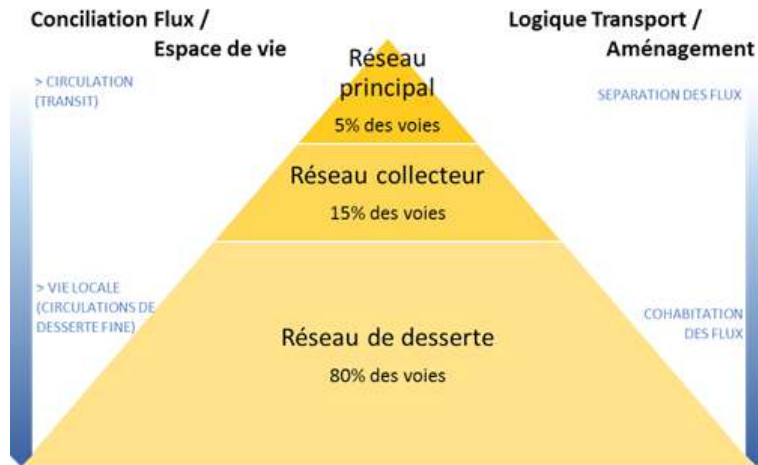 Conciliation Flux /
Espace de vie
Logique Transport /
Aménagement
> CIRCULATION
(TRANSIT)
Réseau
principal
5% des voies
SEPARATION DES FLUX
Réseau collecteur
15% des voies
> VIE LOCALE
(CIRCULATIONS DE
DESSERTE FINE)
COHABITATION
DES FLUX
Réseau de desserte
80% des voies